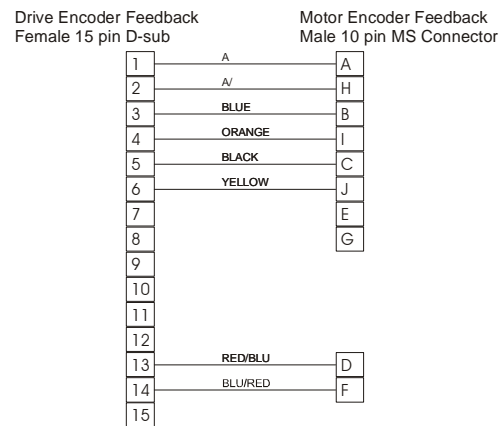 Drive Encoder Feedback Motor Encoder Feedback
Female 15 pin D-sub Male 10 pin MS Connector
1 A A
2 A/ H
3 BLUE B
4 ORANGE I
5 BLACK C
6 YELLOW J
7 E
8 G
9
10
11
12
13 RED/BLU D
14 BLU/RED F
15